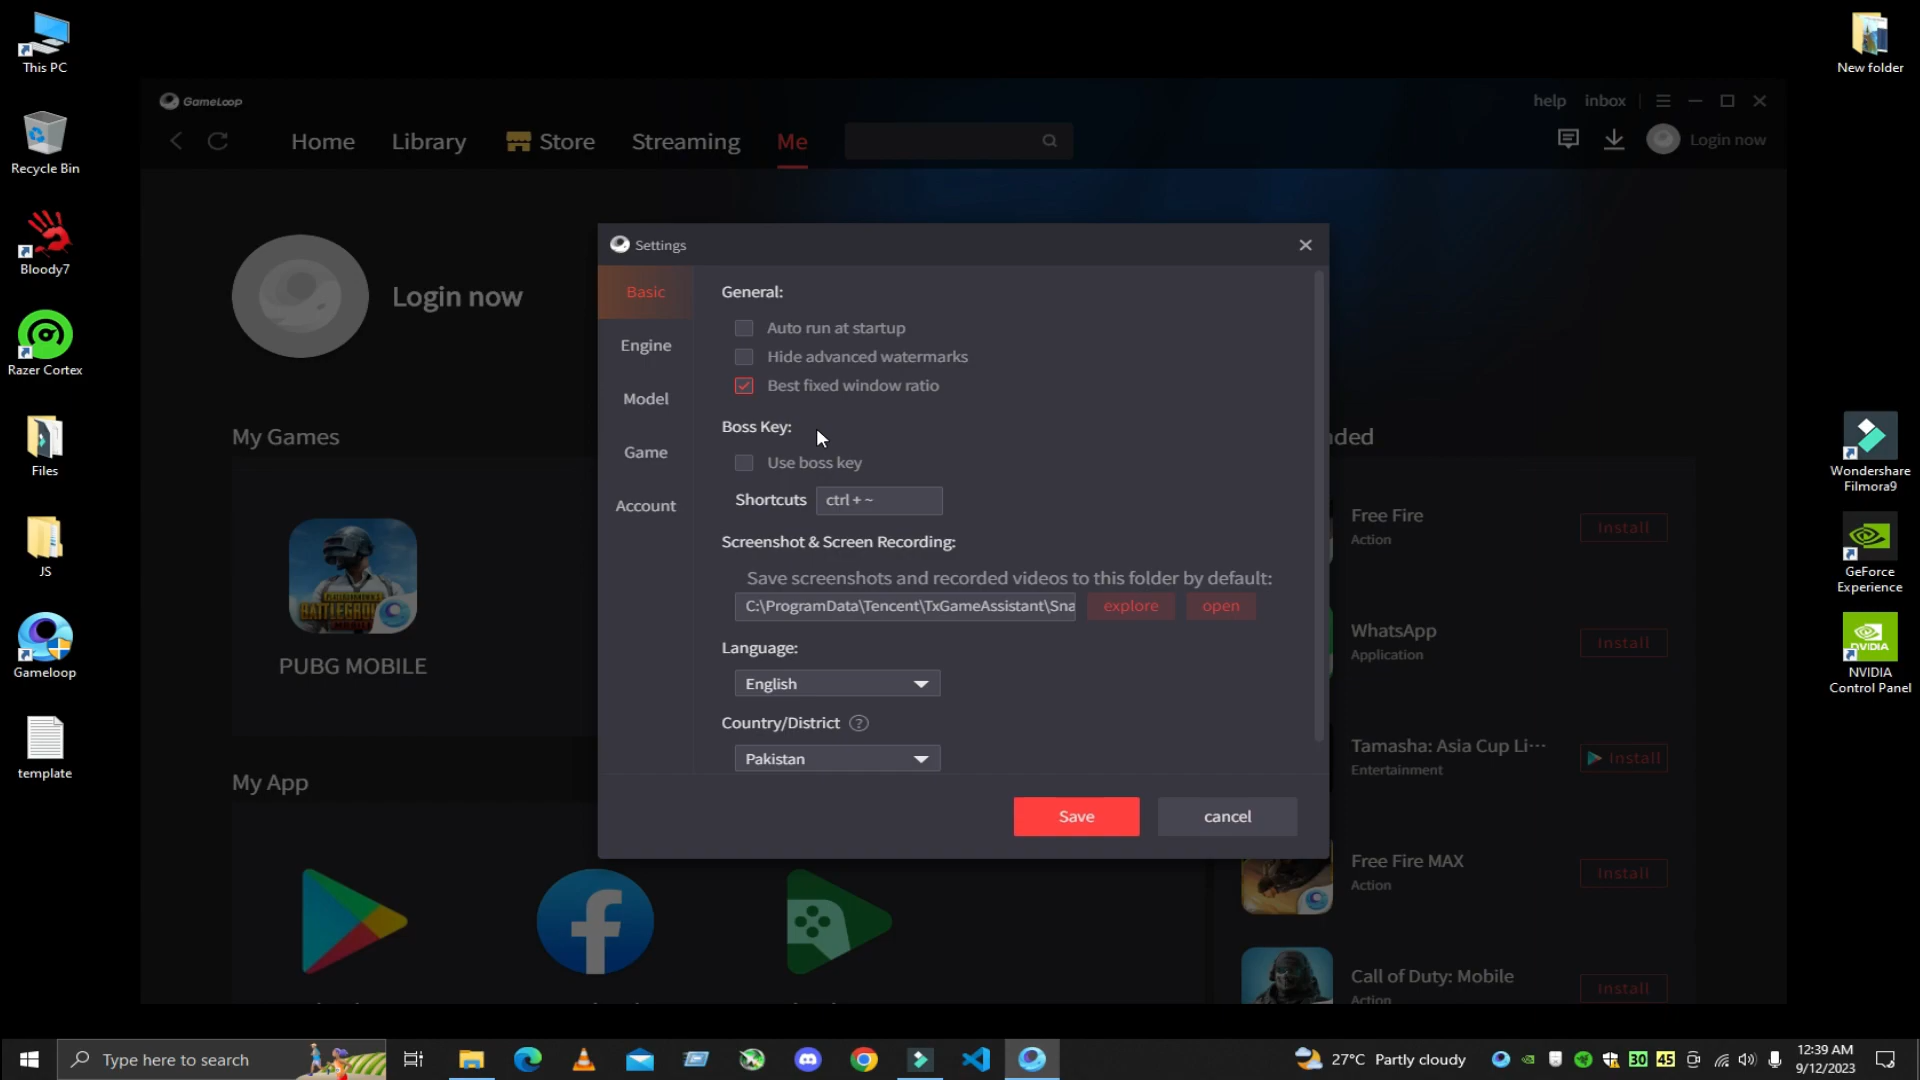 This PC
Recycle Bin
Bloody7
Razer Cortex
Files
JS
Gameloop
template
New folder
Wondershare
Filmora9
GeForce
Experience
NVIDIA
Control Panel
GameLoop
help
inbox
Home
Library
Store
Streaming
Me
Login now
Login now
My Games
PUBG MOBILE
My App
Settings
Basic
Engine
Model
Game
Account
General:
Auto run at startup
Hide advanced watermarks
Best fixed window ratio
Boss Key:
Use boss key
Shortcuts
ctrl + ~
Screenshot & Screen Recording:
Save screenshots and recorded videos to this folder by default:
C:\ProgramData\Tencent\TxGameAssistant\Sna
explore
open
Language:
English
Country/District ?
Pakistan
Save
cancel
nded
Free Fire
Action
Install
WhatsApp
Application
Install
Tamasha: Asia Cup Li···
Entertainment
Install
Free Fire MAX
Action
Install
Call of Duty: Mobile
Action
Install
Type here to search
27°C Partly cloudy
30
45
12:39 AM
9/12/2023